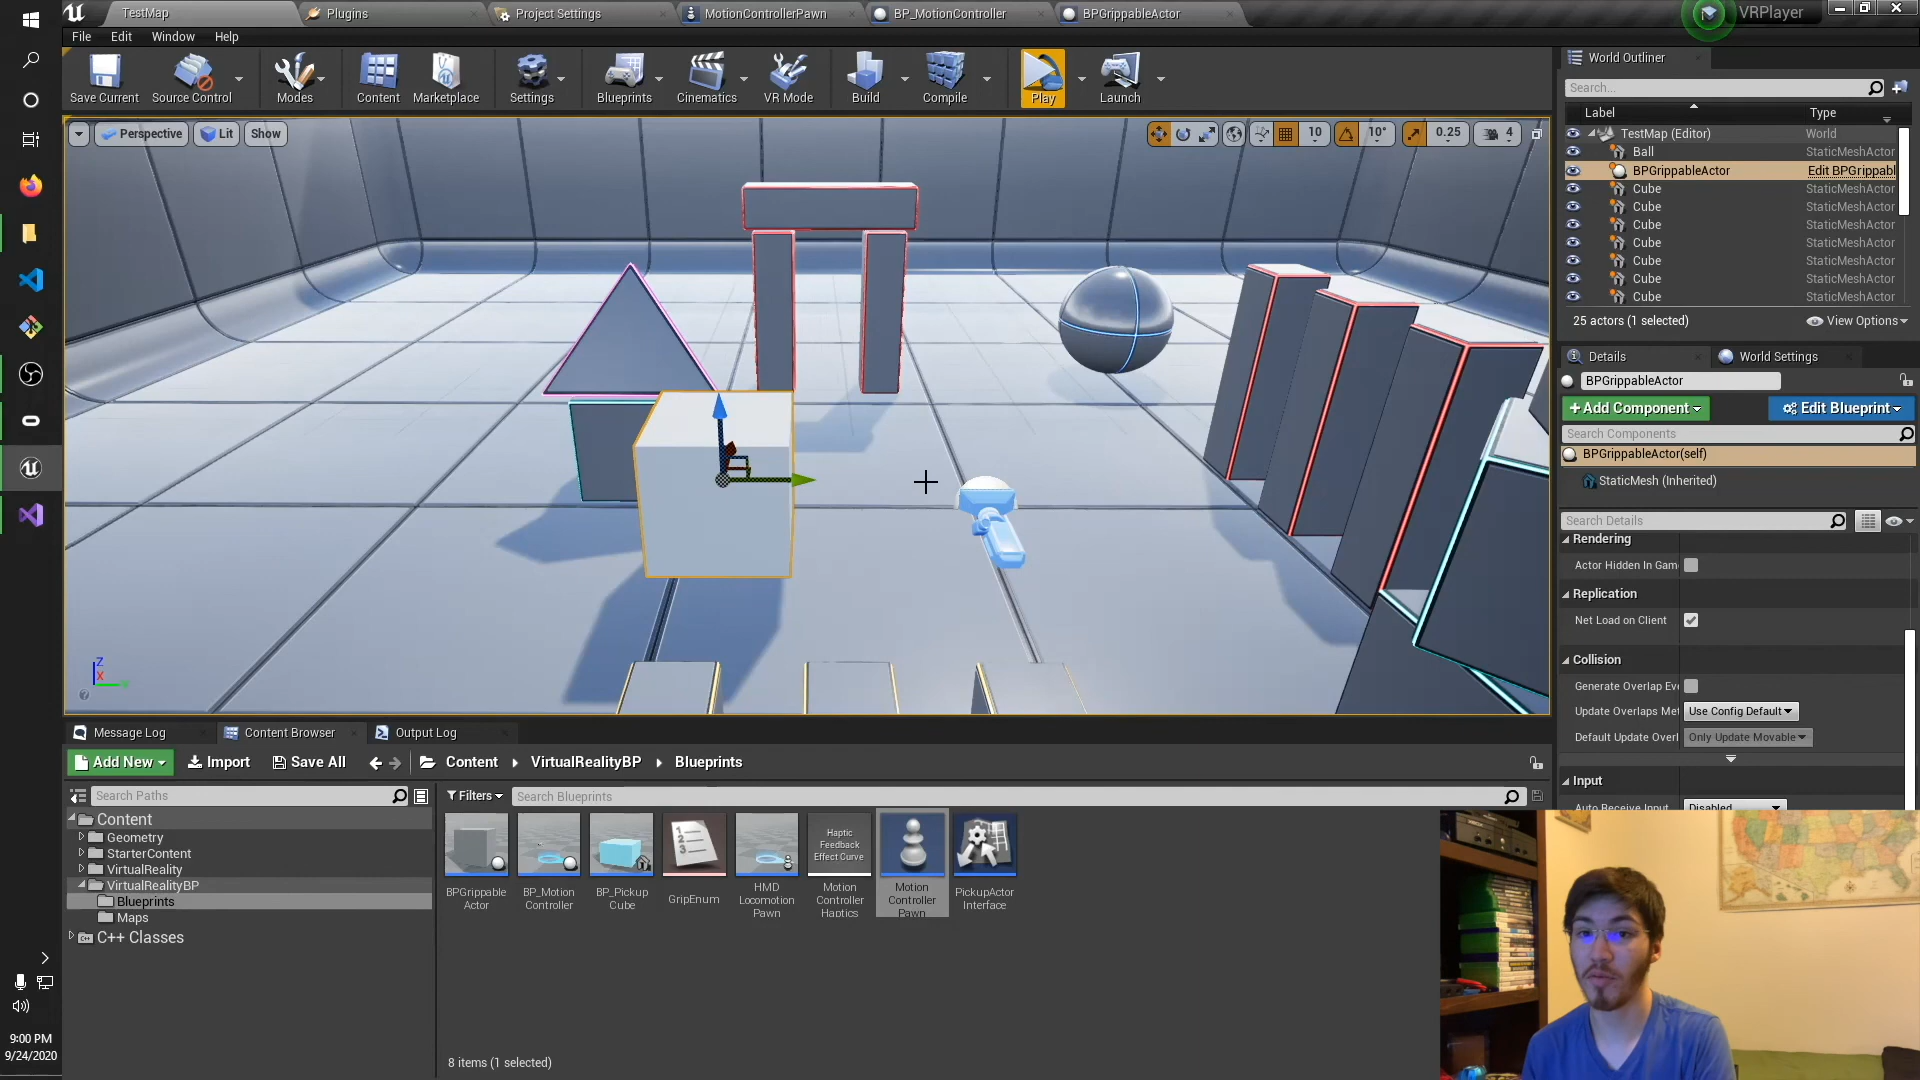 TestMap
Plugins
Project Settings
MotionControllerPawn
BP_MotionController
BPGrippableActor
VRPlayer
File Edit Window Help
Save Current
Source Control
Modes
Content
Marketplace
Settings
Blueprints
Cinematics
VR Mode
Build
Compile
Play
Launch
Perspective
Lit
Show
10
10°
0.25
4
World Outliner
Search...
Label Type
TestMap (Editor) World
Ball StaticMeshActor
BPGrippableActor Edit BPGrippabl
Cube StaticMeshActor
Cube StaticMeshActor
Cube StaticMeshActor
Cube StaticMeshActor
Cube StaticMeshActor
Cube StaticMeshActor
Cube StaticMeshActor
25 actors (1 selected)
View Options
Details
World Settings
BPGrippableActor
+Add Component
Edit Blueprint
Search Components
BPGrippableActor(self)
StaticMesh (Inherited)
Search Details
Rendering
Actor Hidden In Gam
Replication
Net Load on Client
Collision
Generate Overlap Eve
Update Overlaps Met
Use Config Default
Default Update Overl
Only Update Movable
Input
Auto Receive Input
Disabled
Z
X
Message Log
Content Browser
Output Log
Add New
Import
Save All
Content
VirtualRealityBP
Blueprints
Search Paths
Filters
Search Blueprints
Content
Geometry
StarterContent
VirtualReality
VirtualRealityBP
Blueprints
Maps
C++ Classes
BPGrippable
Actor
BP_Motion
Controller
BP_Pickup
Cube
GripEnum
HMD
Locomotion
Pawn
Haptic
Feedback
Effect Curve
Motion
Controller
Haptics
Motion
Controller
Pawn
PickupActor
Interface
8 items (1 selected)
9:00 PM
9/24/2020